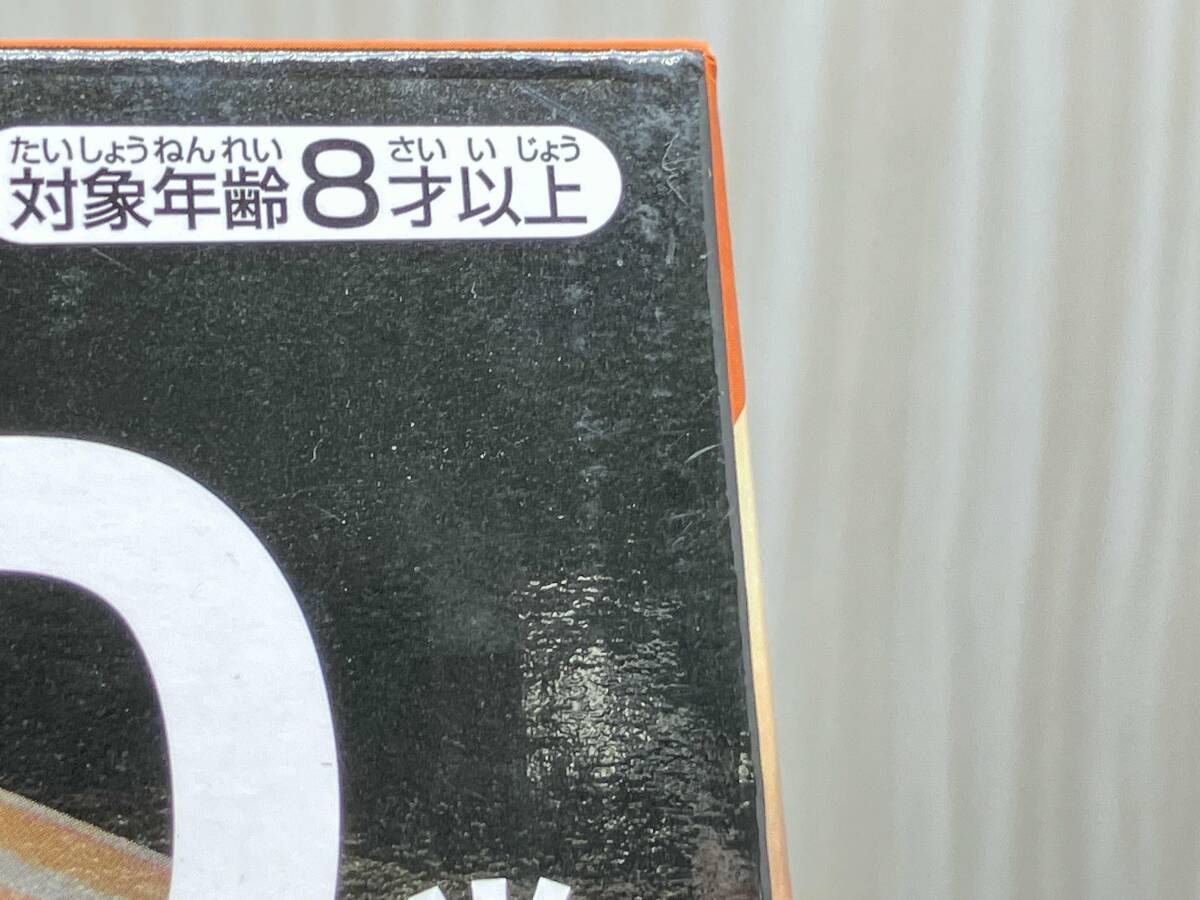 たいしょうねんれい さいいじょう
対象年齢8才以上